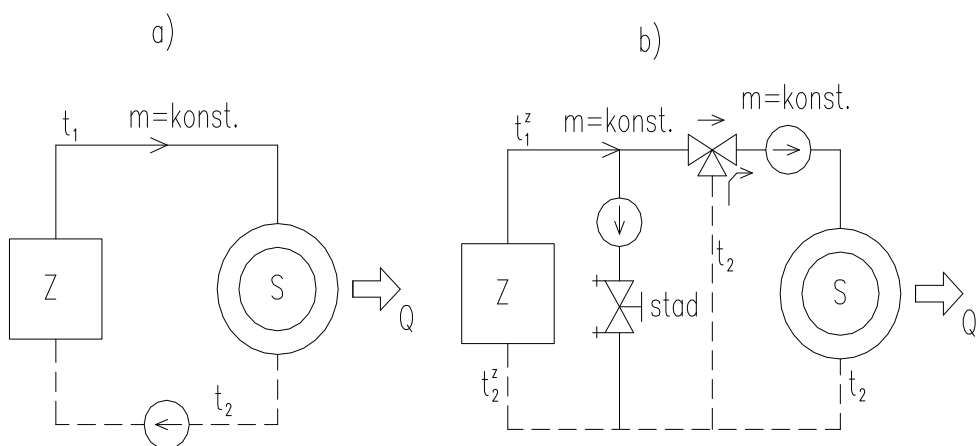 a)
t₁
m=konst.
Z
S
Q
t₂
b)
m=konst.
t₁ᶻ
m=konst.
t₂
Z
stad
S
Q
t₂ᶻ
t₂